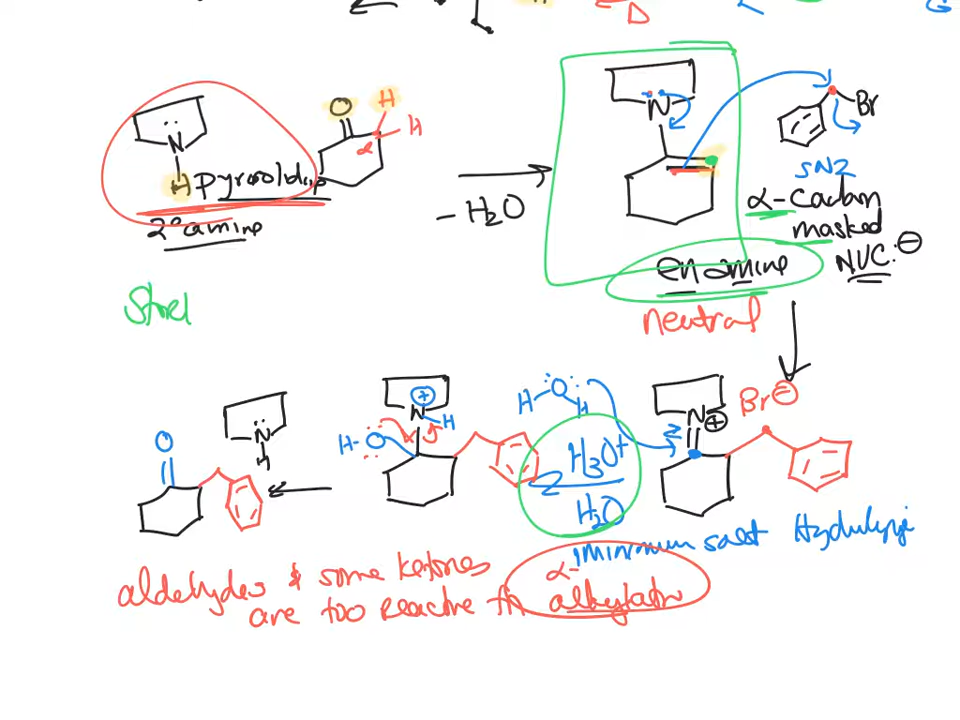 H
D
O H
H
α
N
H pyrrolidine
2° amine
- H2O
N
Br
SN2
α-carbon
masked
NUC:⊖
enamine
neutral
Stork
O
N
H
N⊕
H
H-O
H-O-H
H3O+
H2O
N⊕
Br⊖
iminium salt Hydrolysis
aldehydes & some ketones
are too reactive for α-alkylation